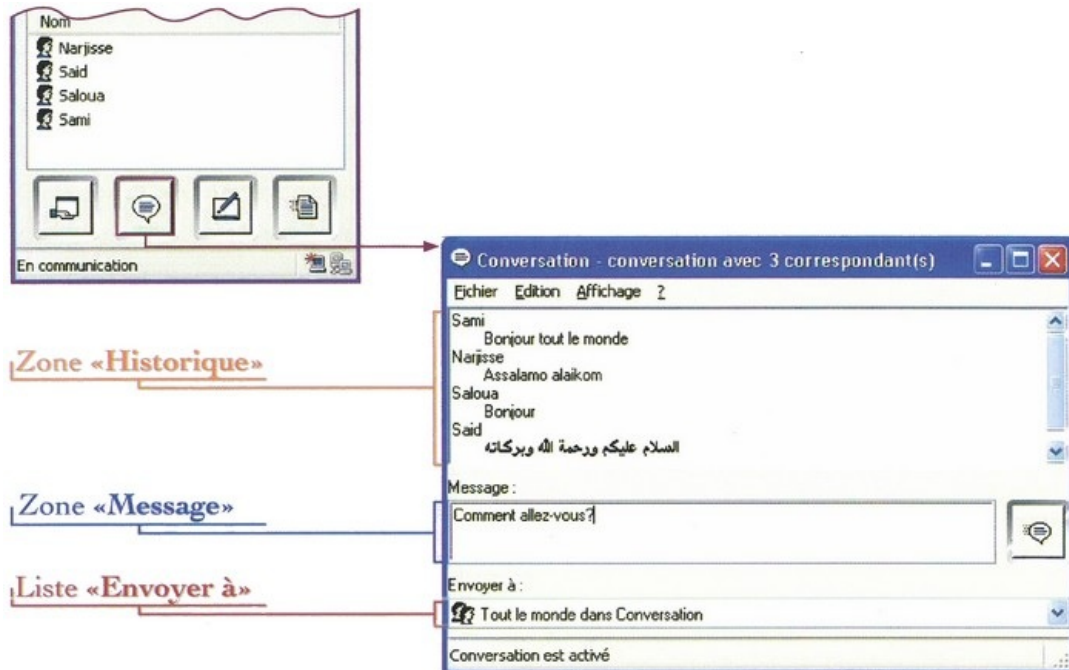 Nom
Narjisse
Said
Saloua
Sami
En communication
Conversation - conversation avec 3 correspondant(s)
Fichier Edition Affichage ?
Sami
Bonjour tout le monde
Narjisse
Assalamo alaikom
Saloua
Bonjour
Said
السلام عليكم ورحمة الله وبركاته
Zone «Historique»
Message :
Comment allez-vous?
Zone «Message»
Envoyer à :
Tout le monde dans Conversation
Liste «Envoyer à»
Conversation est activé